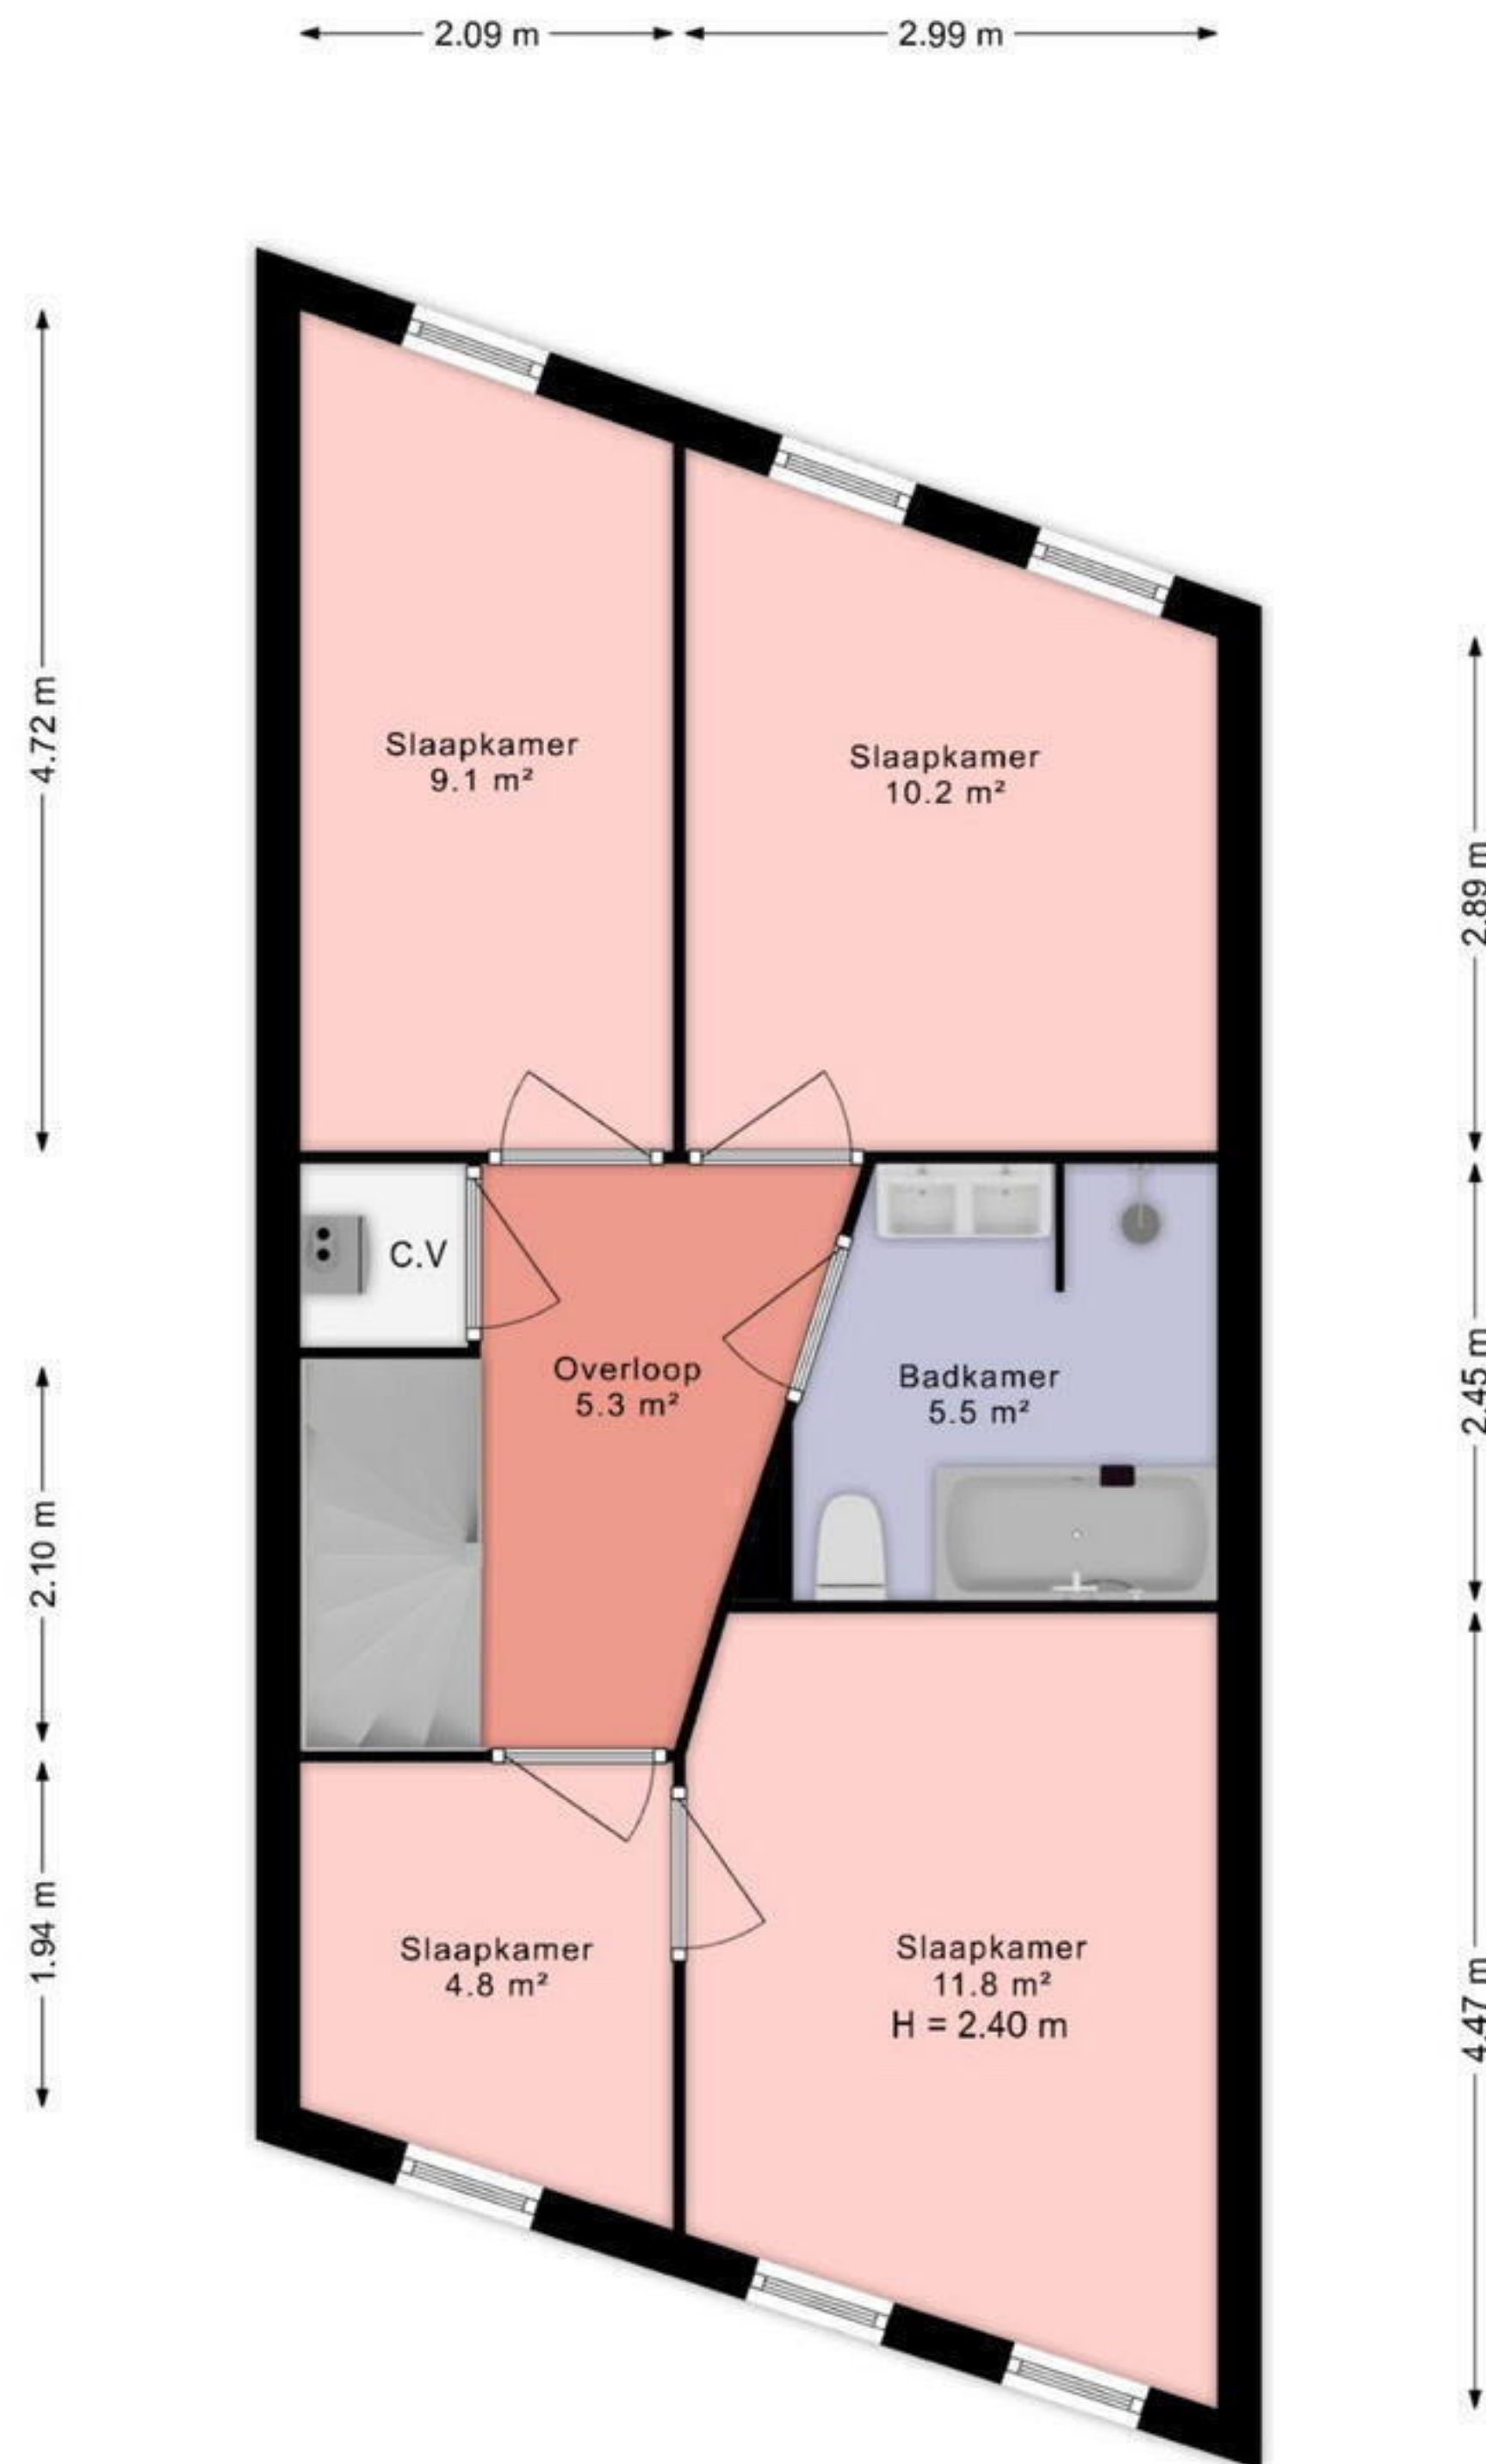 2.09 m
2.99 m
4.72 m
2.89 m
Slaapkamer
9.1 m²
Slaapkamer
10.2 m²
C.V
Overloop
5.3 m²
Badkamer
5.5 m²
2.45 m
2.10 m
1.94 m
Slaapkamer
4.8 m²
Slaapkamer
11.8 m²
H = 2.40 m
4.47 m